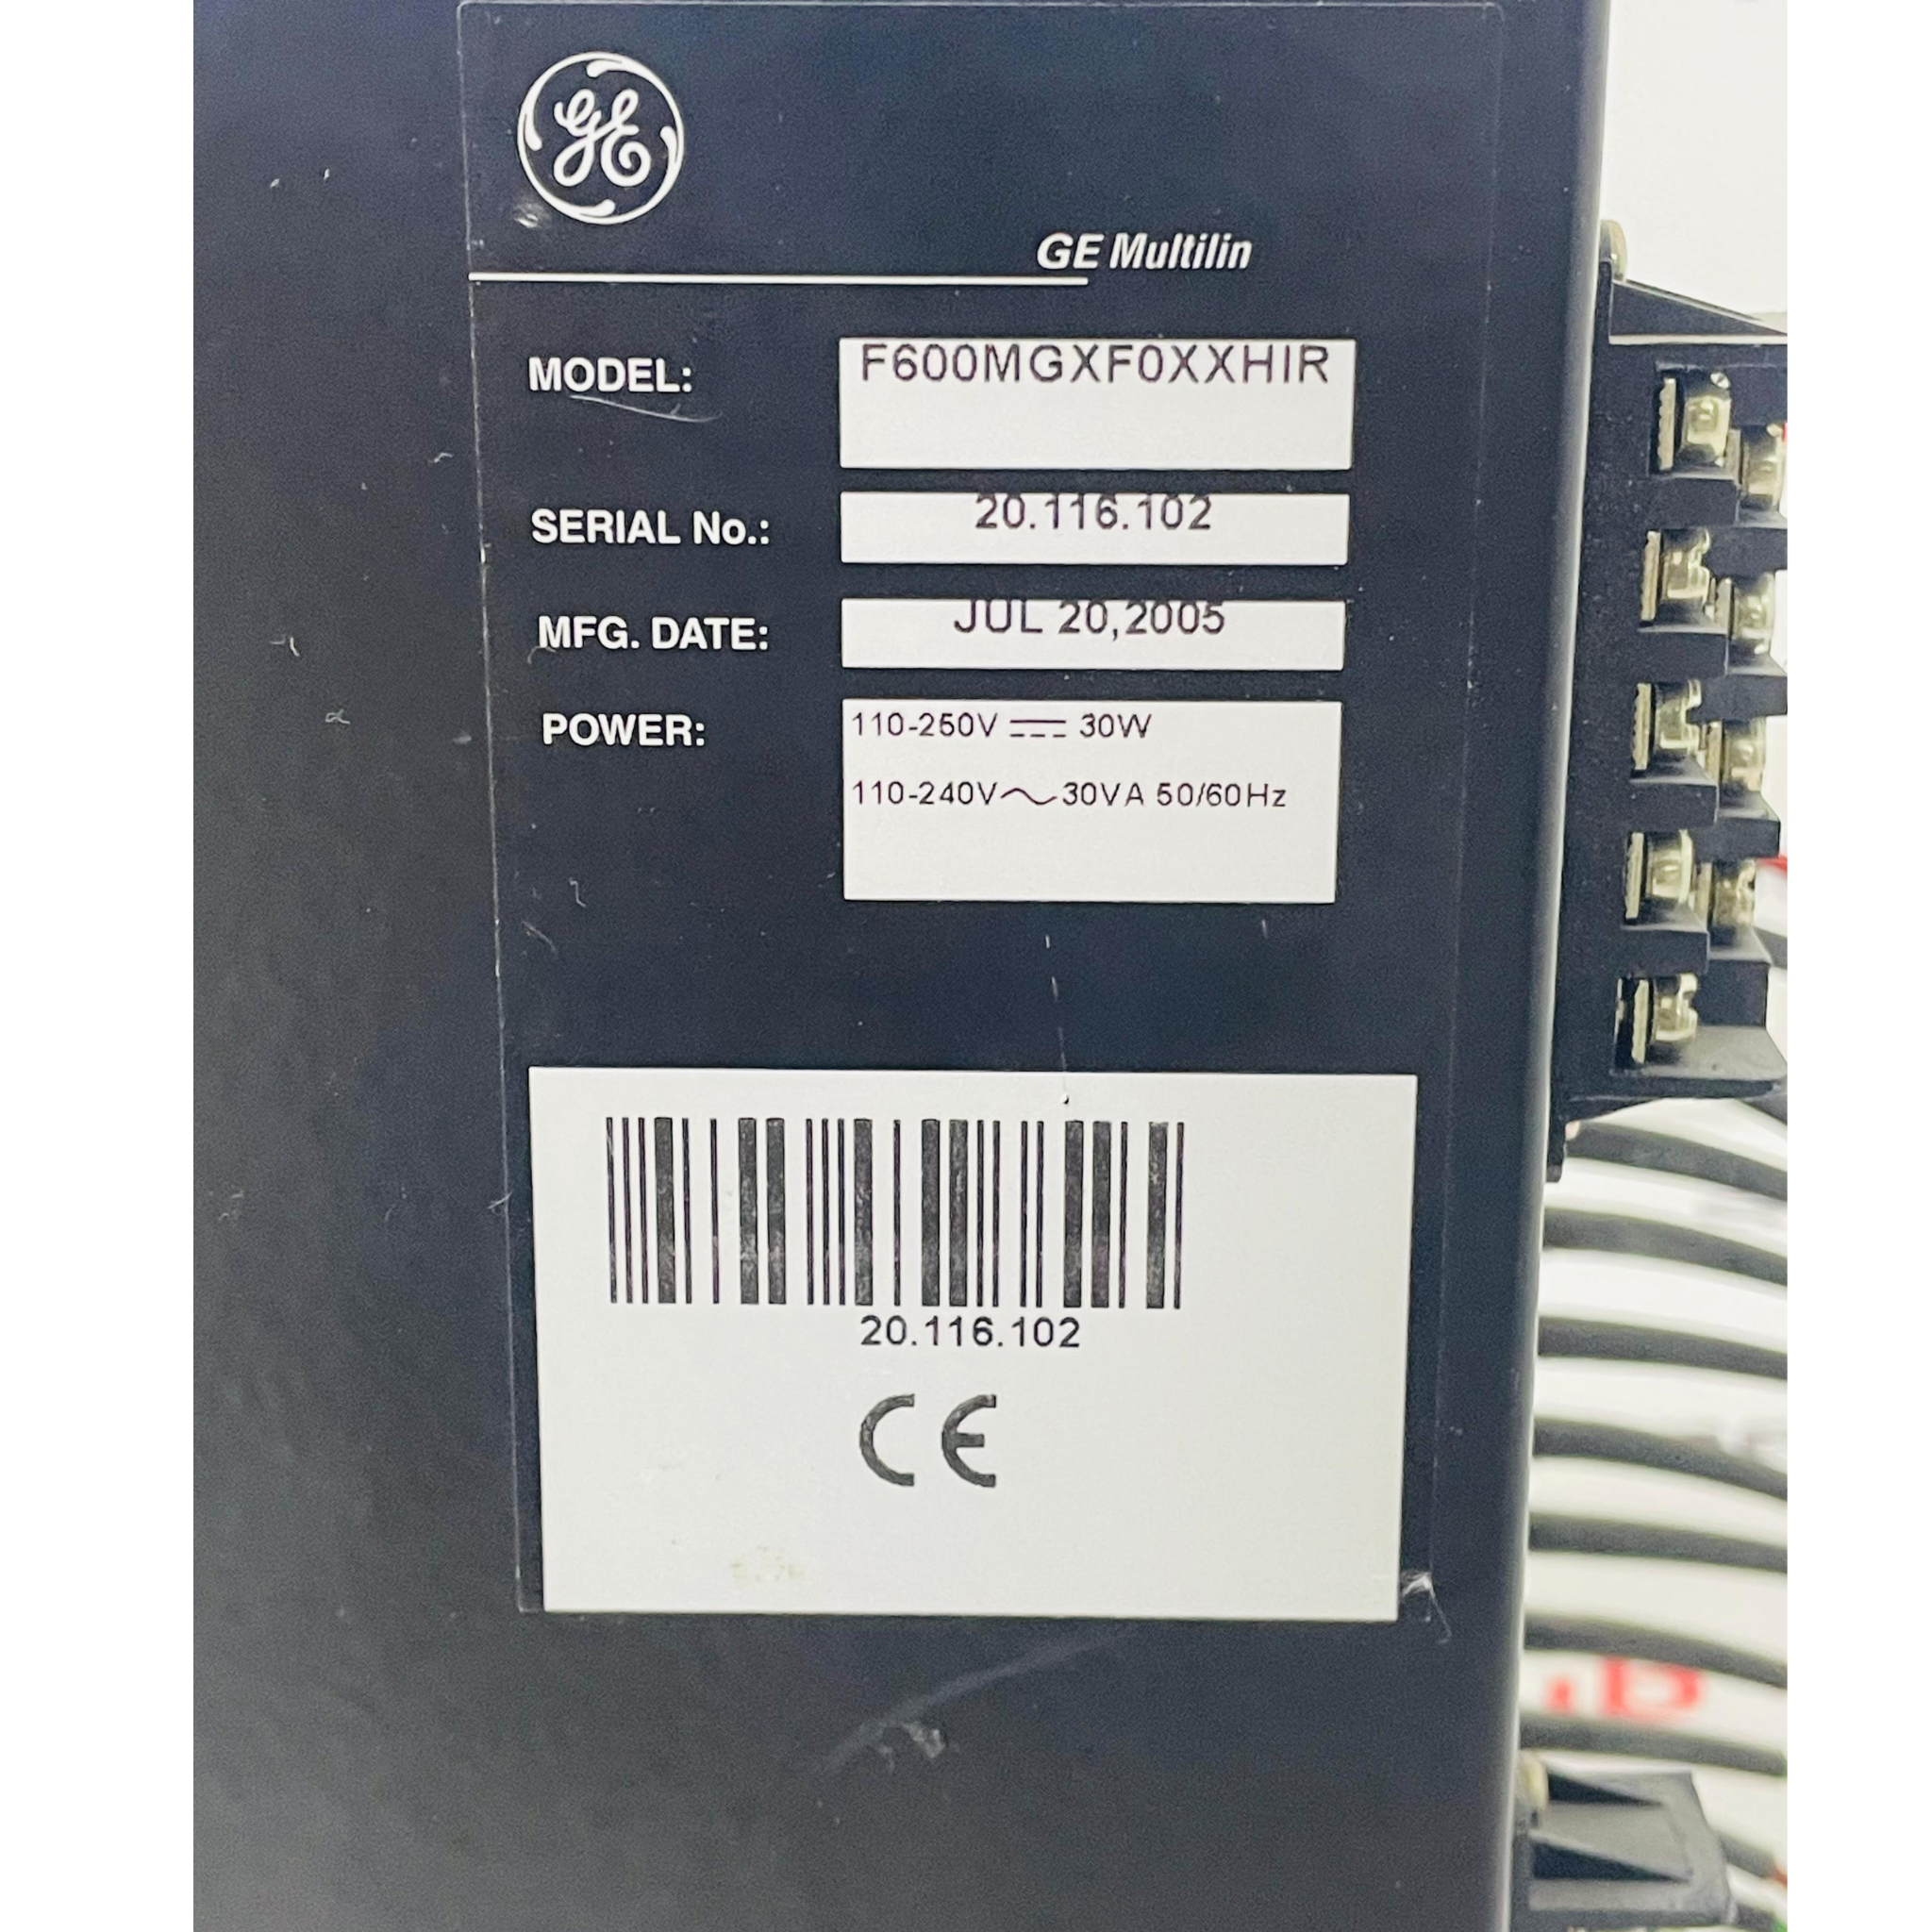 GE
GE Multilin
MODEL: F600MGXF0XXHIR
SERIAL No.: 20.116.102
MFG. DATE: JUL 20,2005
POWER: 110-250V ⎓ 30W
110-240V ~ 30VA 50/60Hz
20.116.102
CE